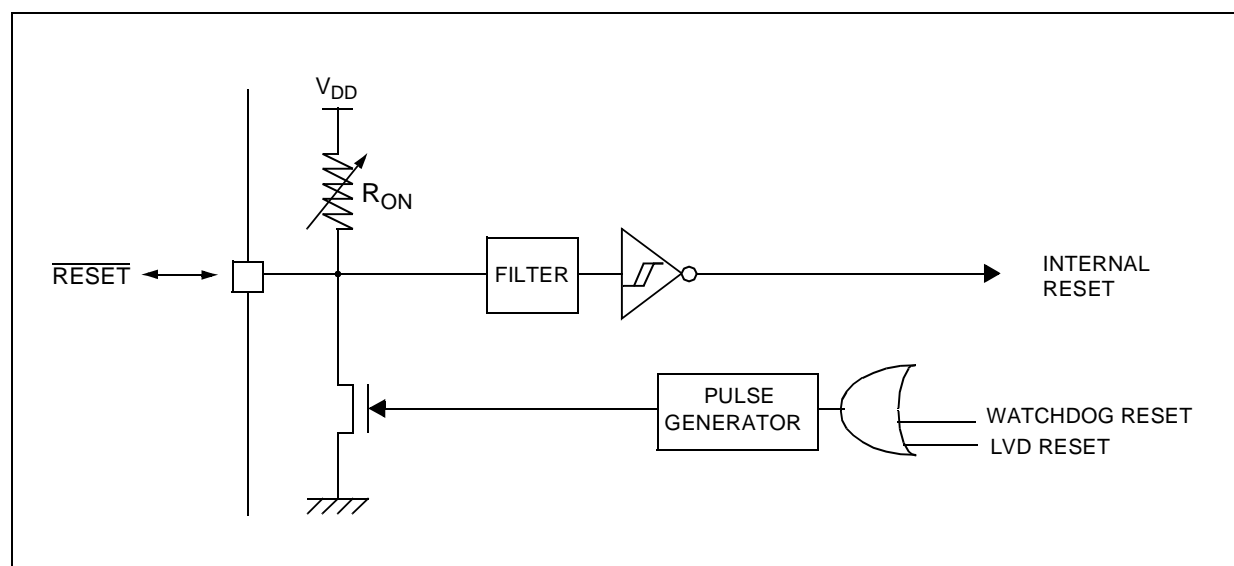 VDD
RON
RESET
FILTER
INTERNAL
RESET
PULSE
GENERATOR
WATCHDOG RESET
LVD RESET